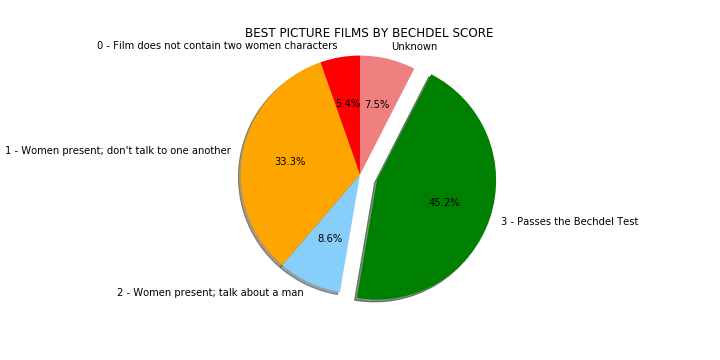 BEST PICTURE FILMS BY BECHDEL SCORE
0 - Film does not contain two women characters
Unknown
5.4%
7.5%
1 - Women present; don't talk to one another
33.3%
45.2%
3 - Passes the Bechdel Test
8.6%
2 - Women present; talk about a man